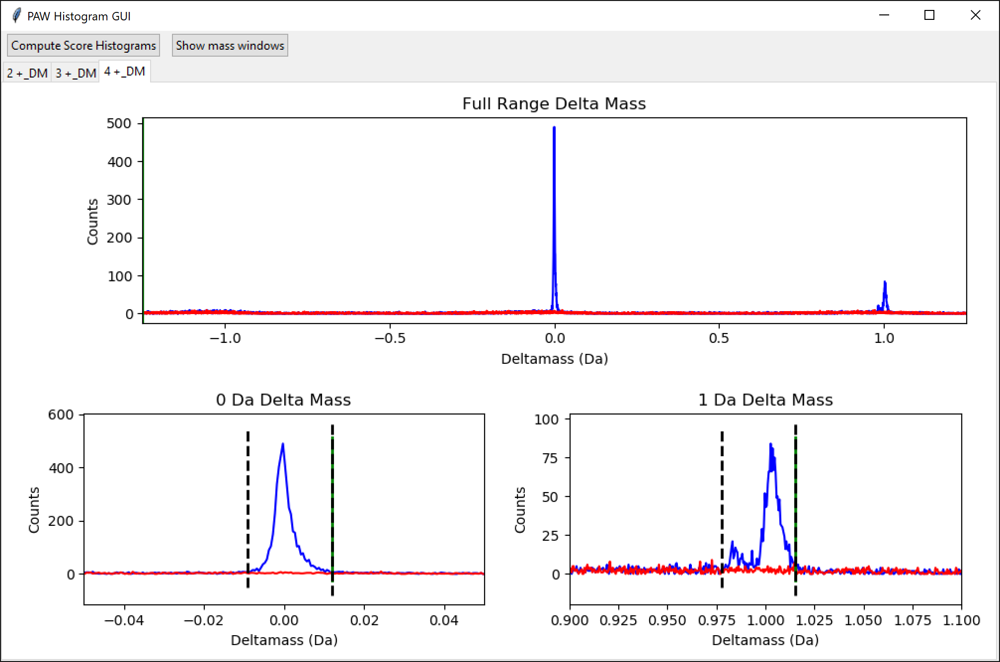 PAW Histogram GUI
Compute Score Histograms Show mass windows
2 +_DM 3 +_DM 4 +_DM
Full Range Delta Mass
500
400
300
200
100
0
Counts
−1.0 −0.5 0.0 0.5 1.0
Deltamass (Da)
0 Da Delta Mass
600
400
200
0
Counts
−0.04 −0.02 0.00 0.02 0.04
Deltamass (Da)
1 Da Delta Mass
100
75
50
25
0
Counts
0.900 0.925 0.950 0.975 1.000 1.025 1.050 1.075 1.100
Deltamass (Da)